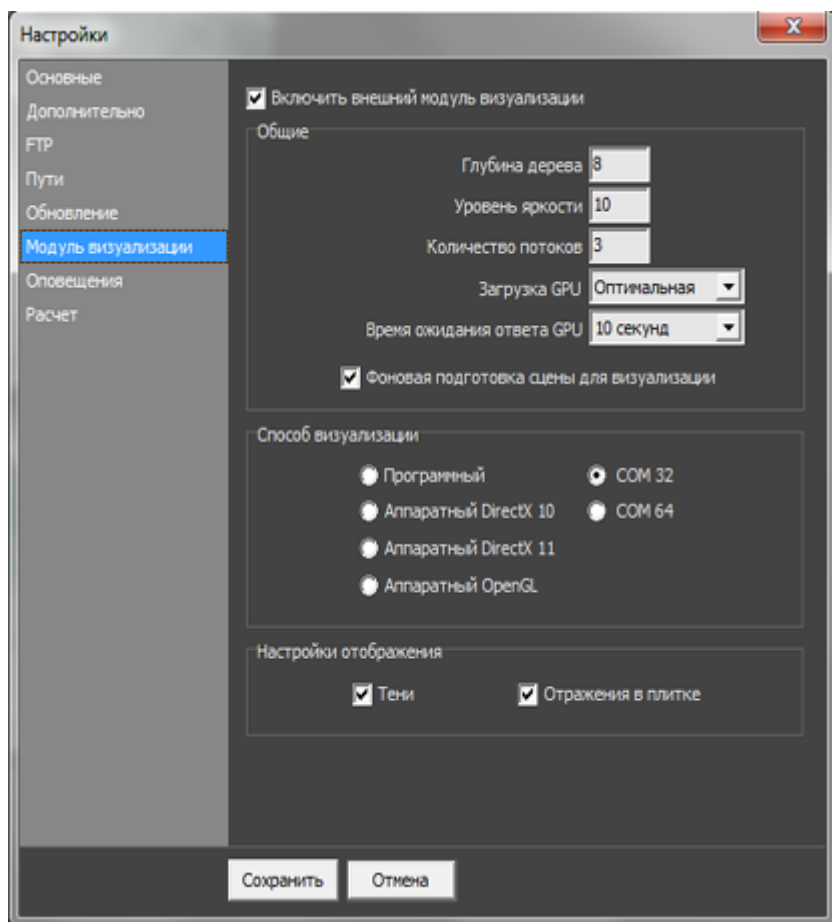 Настройки
Основные
Дополнительно
FTP
Пути
Обновление
Модуль визуализации
Оповещения
Расчет
Включить внешний модуль визуализации
Общие
Глубина дерева 8
Уровень яркости 10
Количество потоков 3
Загрузка GPU Оптимальная
Время ожидания ответа GPU 10 секунд
Фоновая подготовка сцены для визуализации
Способ визуализации
Программный COM 32
Аппаратный DirectX 10 COM 64
Аппаратный DirectX 11
Аппаратный OpenGL
Настройки отображения
Тени Отражения в плитке
Сохранить Отмена